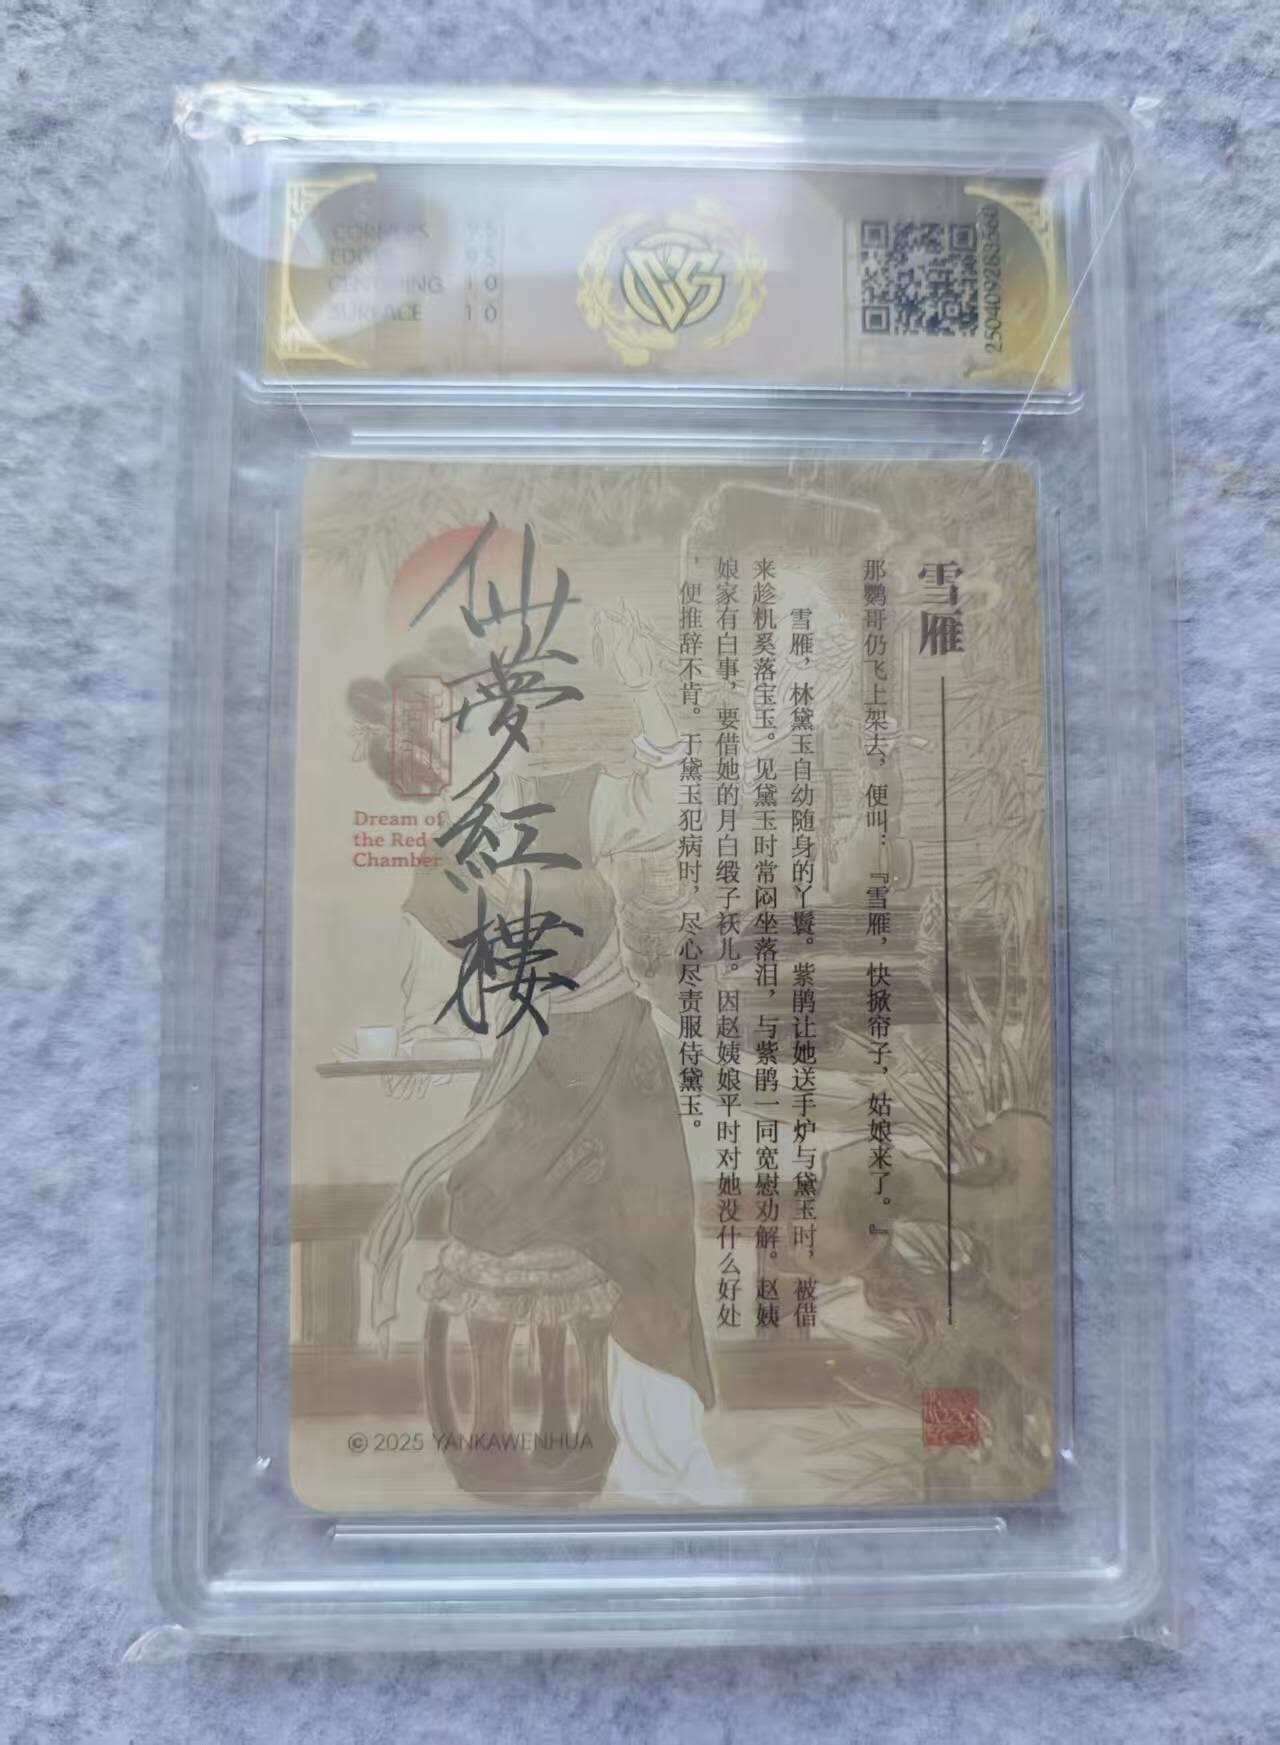 CORNERS
CENTERING 10
SURFACE 10
雪雁
那鹦哥仍飞上架去，便叫：『雪雁，快掀帘子，姑娘来了。』
雪雁，林黛玉自幼随身的丫鬟。紫鹃让她送手炉与黛玉时，被借
来趁机奚落宝玉。见黛玉时常闷坐落泪，与紫鹃一同宽慰劝解。赵姨
娘家有白事，要借她的月白缎子袄儿。因赵姨娘平时对她没什么好处
，便推辞不肯。于黛玉犯病时，尽心尽责服侍黛玉。
仙夢紅樓
Dream of
the Red
Chamber
© 2025 YANKAWENHUA